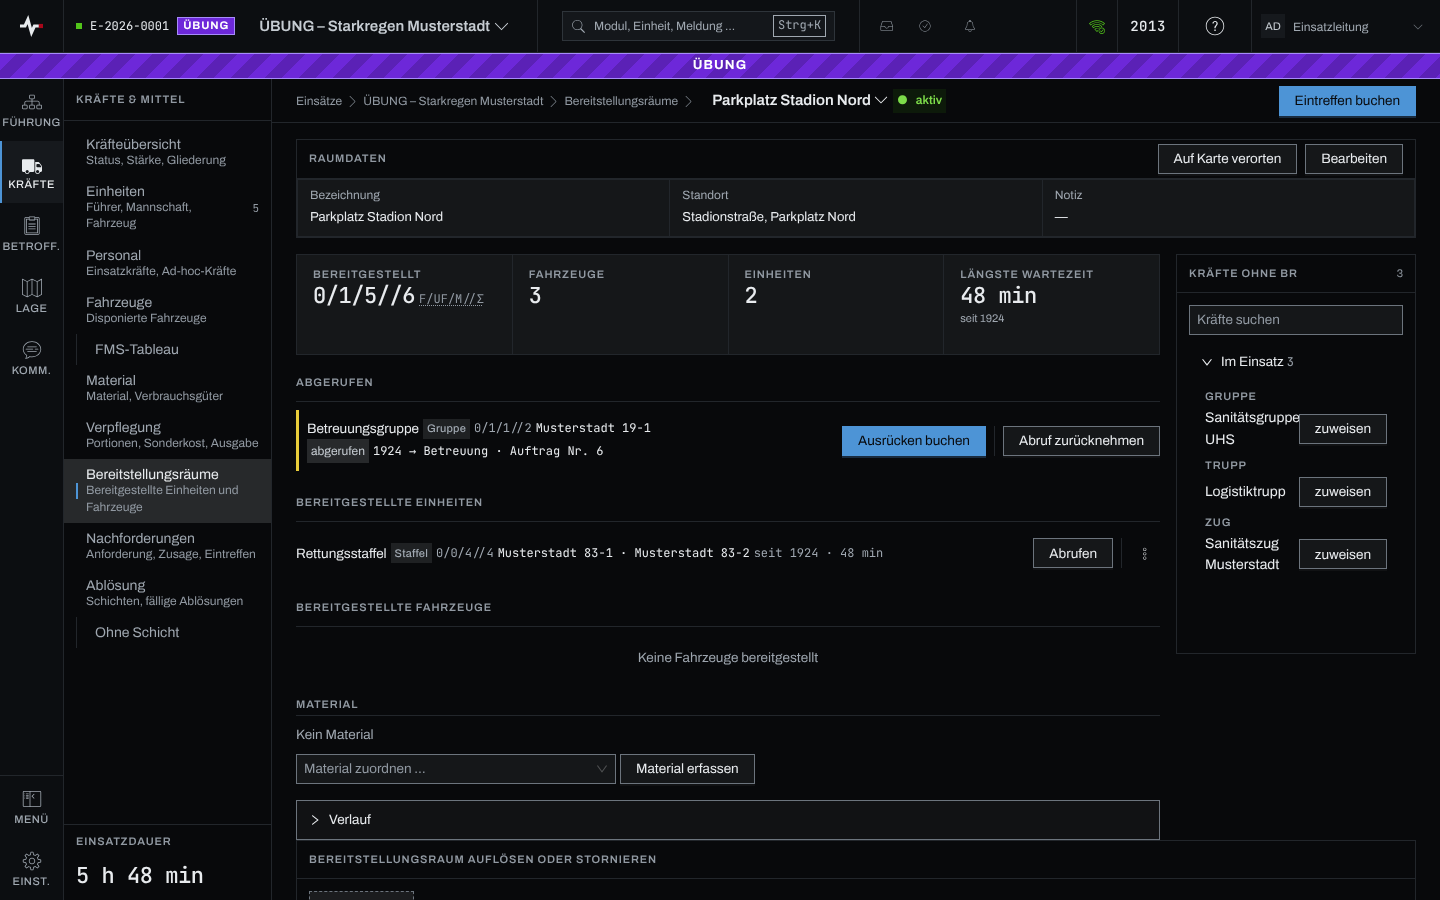 E-2026-0001 ÜBUNG ÜBUNG – Starkregen Musterstadt Modul, Einheit, Meldung ... Strg+K 2013 ? AD Einsatzleitung
ÜBUNG
FÜHRUNG
KRÄFTE
BETROFF.
LAGE
KOMM.
MENÜ
EINST.
KRÄFTE & MITTEL
Kräfteübersicht
Status, Stärke, Gliederung
Einheiten
Führer, Mannschaft,
Fahrzeug
5
Personal
Einsatzkräfte, Ad-hoc-Kräfte
Fahrzeuge
Disponierte Fahrzeuge
FMS-Tableau
Material
Material, Verbrauchsgüter
Verpflegung
Portionen, Sonderkost, Ausgabe
Bereitstellungsräume
Bereitgestellte Einheiten und
Fahrzeuge
Nachforderungen
Anforderung, Zusage, Eintreffen
Ablösung
Schichten, fällige Ablösungen
Ohne Schicht
EINSATZDAUER
5 h 48 min
Einsätze ÜBUNG – Starkregen Musterstadt Bereitstellungsräume Parkplatz Stadion Nord aktiv Eintreffen buchen
RAUMDATEN Auf Karte verorten Bearbeiten
Bezeichnung Standort Notiz
Parkplatz Stadion Nord Stadionstraße, Parkplatz Nord —
BEREITGESTELLT FAHRZEUGE EINHEITEN LÄNGSTE WARTEZEIT
0/1/5//6 F/UF/M//Σ 3 2 48 min
seit 1924
ABGERUFEN
Betreuungsgruppe Gruppe 0/1/1//2 Musterstadt 19-1
abgerufen 1924 → Betreuung · Auftrag Nr. 6
Ausrücken buchen Abruf zurücknehmen
BEREITGESTELLTE EINHEITEN
Rettungsstaffel Staffel 0/0/4//4 Musterstadt 83-1 · Musterstadt 83-2 seit 1924 · 48 min Abrufen
BEREITGESTELLTE FAHRZEUGE
Keine Fahrzeuge bereitgestellt
MATERIAL
Kein Material
Material zuordnen ... Material erfassen
Verlauf
BEREITSTELLUNGSRAUM AUFLÖSEN ODER STORNIEREN
KRÄFTE OHNE BR 3
Kräfte suchen
Im Einsatz 3
GRUPPE
Sanitätsgruppe
UHS
zuweisen
TRUPP
Logistiktrupp zuweisen
ZUG
Sanitätszug
Musterstadt
zuweisen